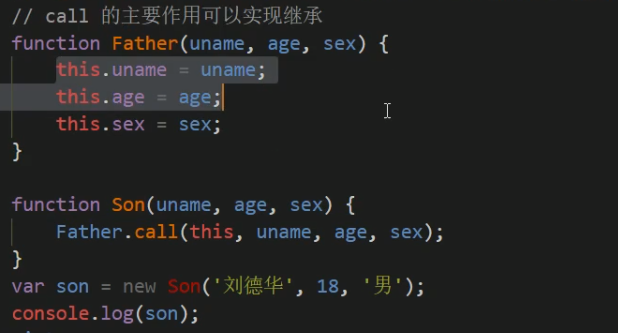 // call 的主要作用可以实现继承
function Father(uname, age, sex) {
this.uname = uname;
this.age = age;
this.sex = sex;
}
function Son(uname, age, sex) {
Father.call(this, uname, age, sex);
}
var son = new Son('刘德华', 18, '男');
console.log(son);